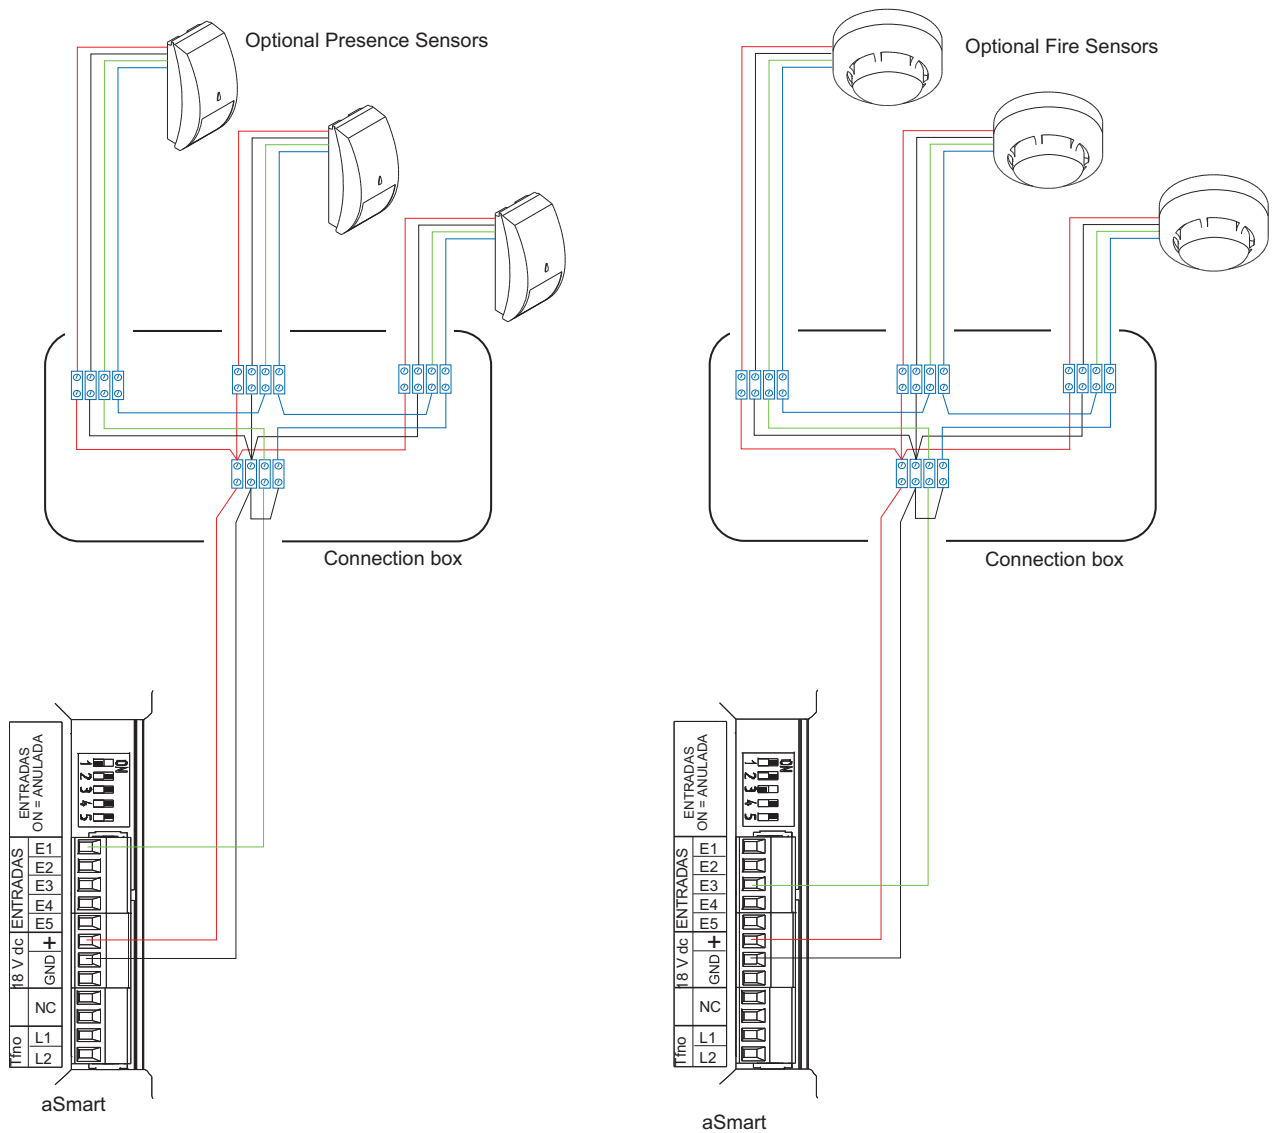 Optional Presence Sensors
Optional Fire Sensors
Connection box
Connection box
ENTRADAS
ON = ANULADA
ON
1
2
3
4
5
ENTRADAS
E1
E2
E3
E4
E5
18 V dc
+
GND
NC
Tfno
L1
L2
aSmart
ENTRADAS
ON = ANULADA
ON
1
2
3
4
5
ENTRADAS
E1
E2
E3
E4
E5
18 V dc
+
GND
NC
Tfno
L1
L2
aSmart